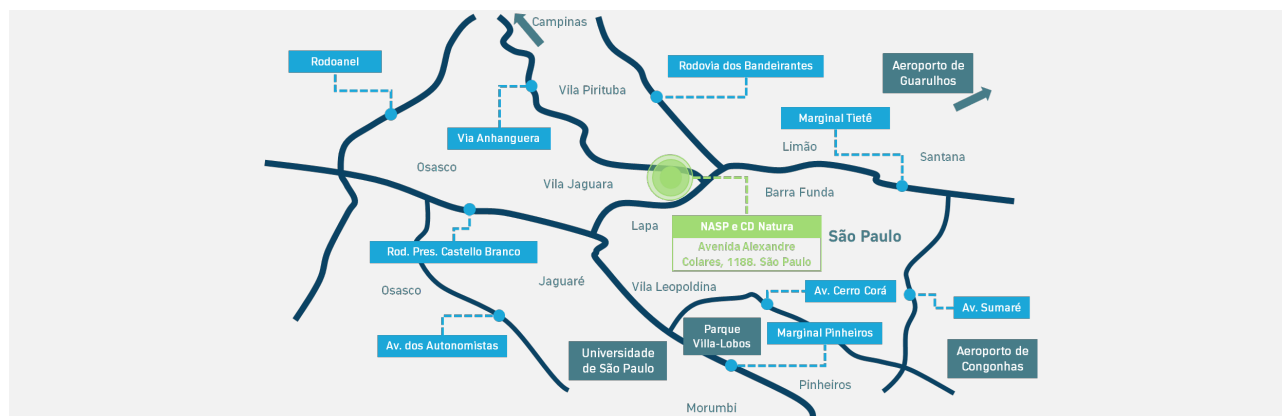 Campinas
Rodoanel
Rodovia dos Bandeirantes
Aeroporto de
Guarulhos
Vila Pirituba
Marginal Tietê
Via Anhanguera
Limão
Santana
Osasco
Vila Jaguara
Barra Funda
Lapa
NASP e CD Natura
Avenida Alexandre
Colares, 1188. São Paulo
São Paulo
Rod. Pres. Castello Branco
Jaguaré
Vila Leopoldina
Osasco
Av. Cerro Corá
Av. Sumaré
Parque
Villa-Lobos
Marginal Pinheiros
Av. dos Autonomistas
Universidade
de São Paulo
Aeroporto de
Congonhas
Pinheiros
Morumbi